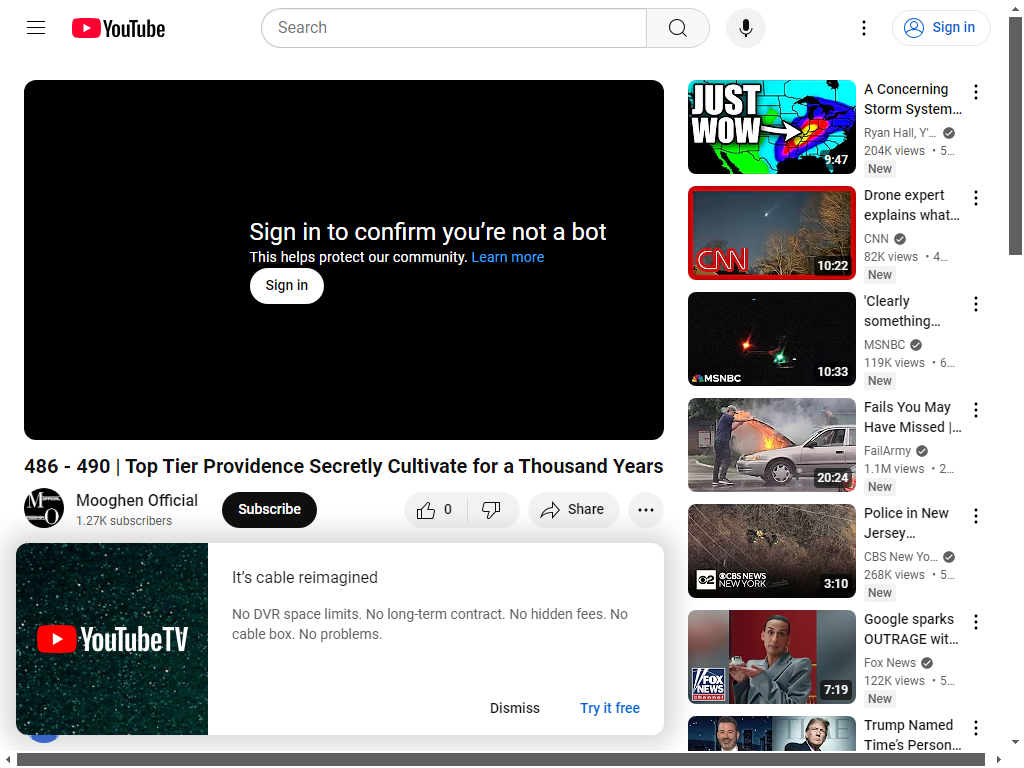 YouTube
Search
Sign in
Sign in to confirm you're not a bot
This helps protect our community. Learn more
Sign in
486 - 490 | Top Tier Providence Secretly Cultivate for a Thousand Years
Mooghen Official
1.27K subscribers
Subscribe
0
Share
It's cable reimagined
No DVR space limits. No long-term contract. No hidden fees. No
cable box. No problems.
YouTubeTV
Dismiss
Try it free
JUST
WOW
9:47
A Concerning
Storm System…
Ryan Hall, Y'…
204K views • 5…
New
CNN
10:22
Drone expert
explains what…
CNN
82K views • 4…
New
MSNBC
10:33
'Clearly
something…
MSNBC
119K views • 6…
New
20:24
Fails You May
Have Missed |…
FailArmy
1.1M views • 2…
New
CBS NEWS
NEW YORK
3:10
Police in New
Jersey…
CBS New Yo…
268K views • 5…
New
FOX
NEWS
channel
7:19
Google sparks
OUTRAGE wit…
Fox News
122K views • 5…
New
TIME
Trump Named
Time's Person…